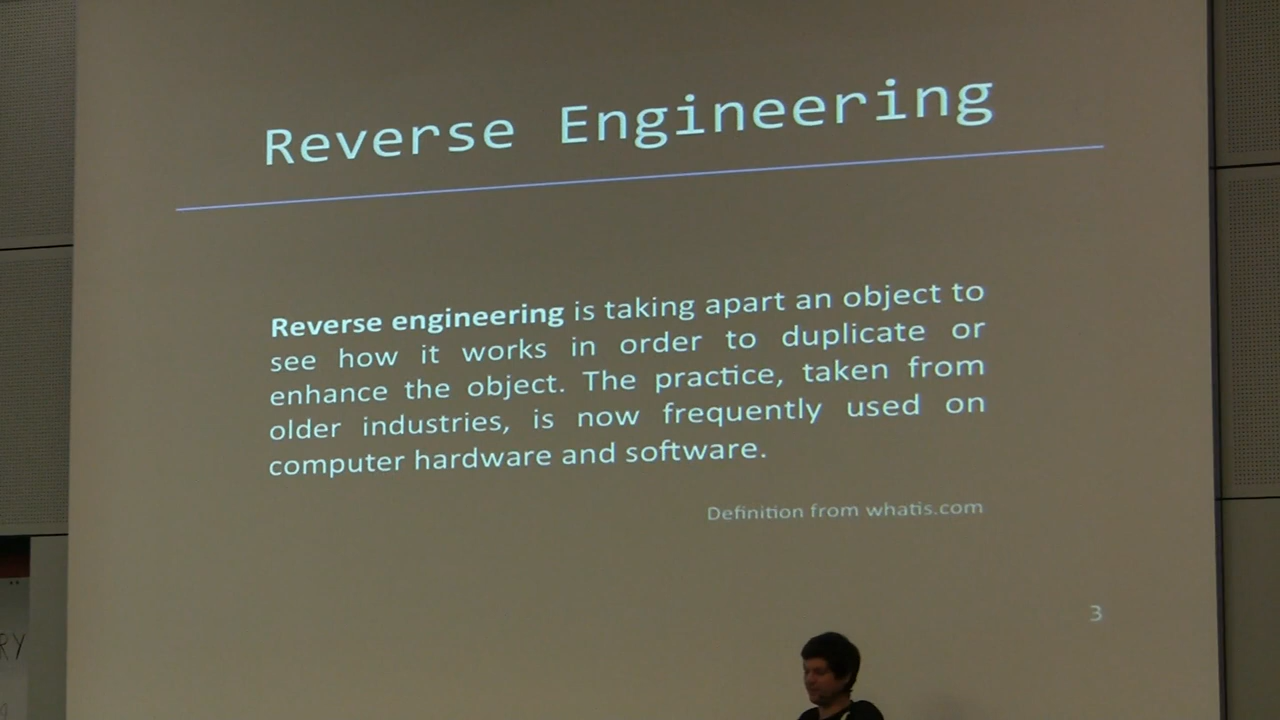 Reverse Engineering
Reverse engineering is taking apart an object to
see how it works in order to duplicate or
enhance the object. The practice, taken from
older industries, is now frequently used on
computer hardware and software.
Definition from whatis.com
3
RY